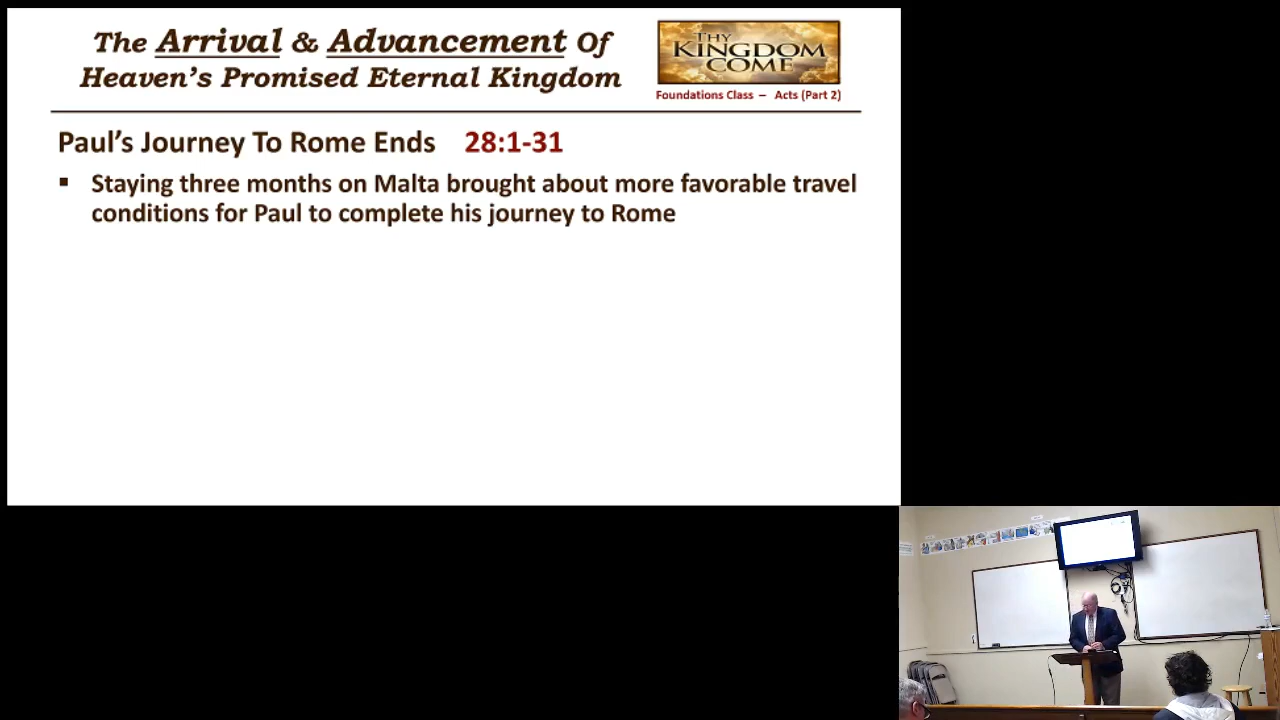 The Arrival & Advancement Of
Heaven's Promised Eternal Kingdom
THY
KINGDOM
COME
Foundations Class – Acts (Part 2)
Paul's Journey To Rome Ends 28:1-31
▪ Staying three months on Malta brought about more favorable travel
conditions for Paul to complete his journey to Rome